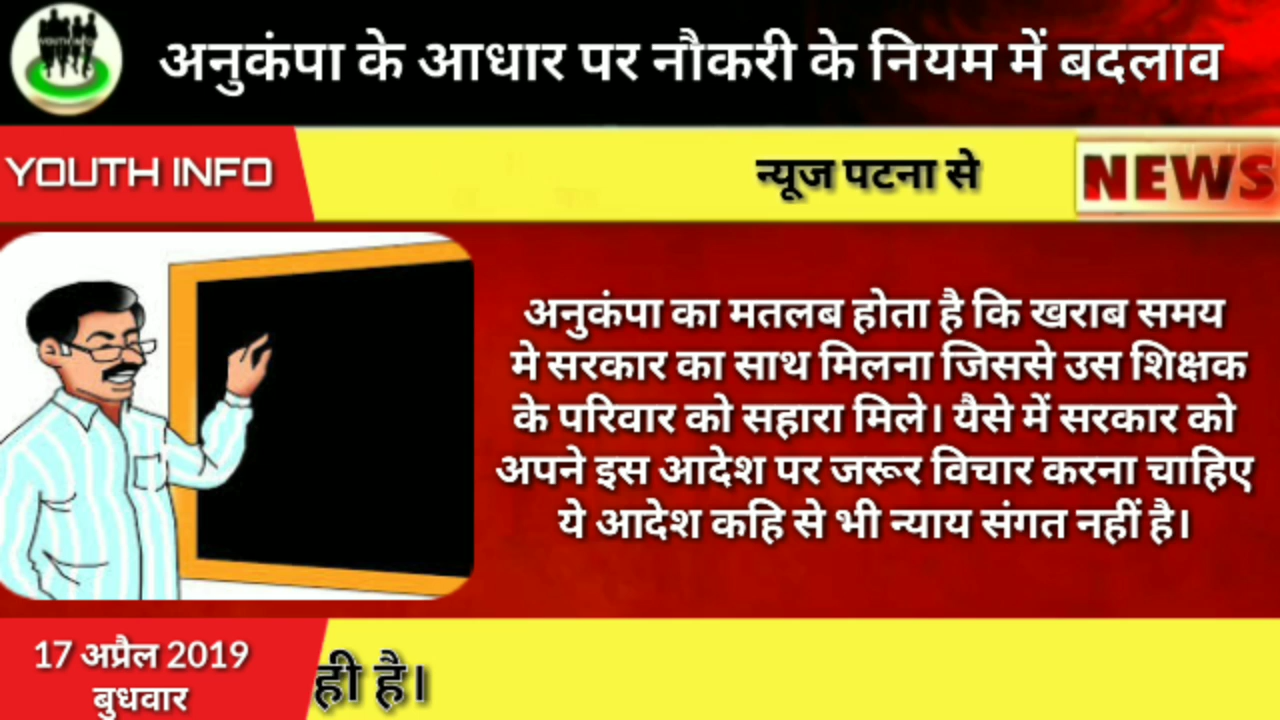 अनुकंपा के आधार पर नौकरी के नियम में बदलाव
YOUTH INFO
न्यूज पटना से
NEWS
अनुकंपा का मतलब होता है कि खराब समय
मे सरकार का साथ मिलना जिससे उस शिक्षक
के परिवार को सहारा मिले। यैसे में सरकार को
अपने इस आदेश पर जरूर विचार करना चाहिए
ये आदेश कहि से भी न्याय संगत नहीं है।
17 अप्रैल 2019
बुधवार
ही है।